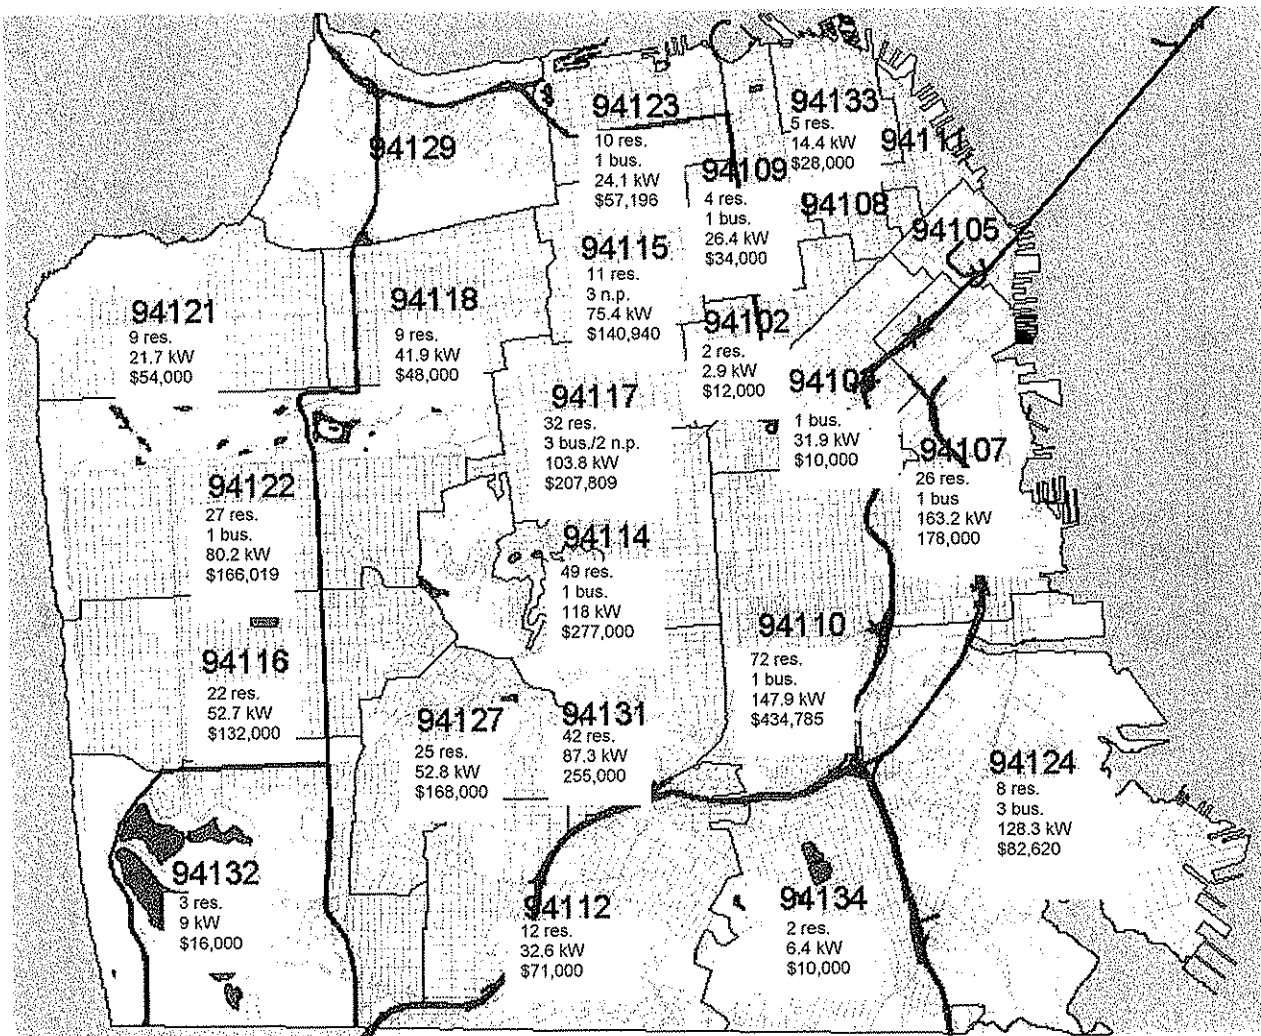 94123
10 res.
1 bus.
24.1 kW
$57,196
94133
5 res.
14.4 kW
$28,000
94129
94109
4 res.
1 bus.
26.4 kW
$34,000
94108
94105
94115
11 res.
3 n.p.
75.4 kW
$140,940
94121
9 res.
21.7 kW
$54,000
94118
9 res.
41.9 kW
$48,000
94102
2 res.
2.9 kW
$12,000
1 bus.
31.9 kW
$10,000
94117
32 res.
3 bus./2 n.p.
103.8 kW
$207,809
94107
26 res.
1 bus
163.2 kW
178,000
94122
27 res.
1 bus.
80.2 kW
$166,019
94114
49 res.
1 bus.
118 kW
$277,000
94110
72 res.
1 bus.
147.9 kW
$434,785
94116
22 res.
52.7 kW
$132,000
94127
25 res.
52.8 kW
$168,000
94131
42 res.
87.3 kW
255,000
94124
8 res.
3 bus.
128.3 kW
$82,620
94132
3 res.
9 kW
$16,000
94112
12 res.
32.6 kW
$71,000
94134
2 res.
6.4 kW
$10,000